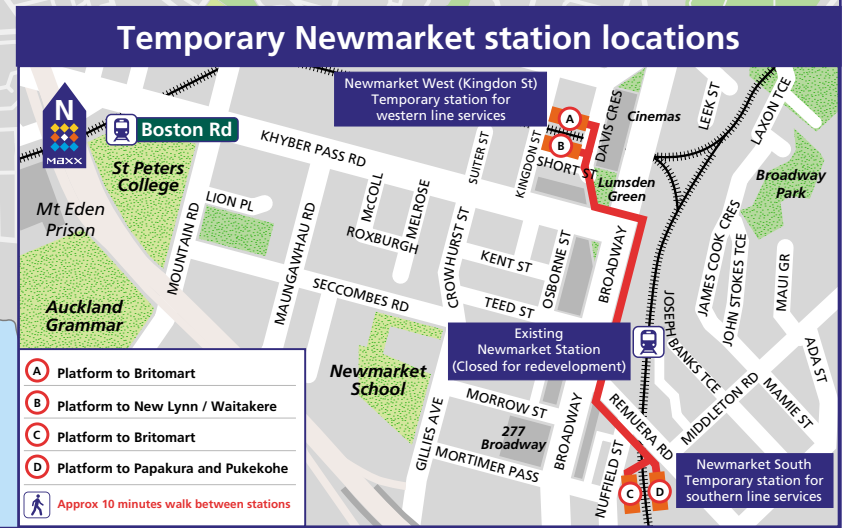 Temporary Newmarket station locations
N
maxx
Boston Rd
St Peters
College
Mt Eden
Prison
Auckland
Grammar
MOUNTAIN RD
LION PL
KHYBER PASS RD
MAUNGAWHAU RD
McCOLL
ROXBURGH
MELROSE
SECCOMBES RD
CROWHURST ST
SUITER ST
KINGDON ST
SHORT ST
DAVIS CRES
Newmarket West (Kingdon St)
Temporary station for
western line services
A
B
Cinemas
Lumsden
Green
LEEK ST
LAXON TCE
Broadway
Park
KENT ST
TEED ST
OSBORNE ST
BROADWAY
JAMES COOK CRES
JOHN STOKES TCE
MAUI GR
ADA ST
MAMIE ST
JOSEPH BANKS TCE
MIDDLETON RD
REMUERA RD
Existing
Newmarket Station
(Closed for redevelopment)
Newmarket
School
GILLIES AVE
MORROW ST
277
Broadway
MORTIMER PASS
BROADWAY
NUFFIELD ST
C
D
Newmarket South
Temporary station for
southern line services
A Platform to Britomart
B Platform to New Lynn / Waitakere
C Platform to Britomart
D Platform to Papakura and Pukekohe
Approx 10 minutes walk between stations